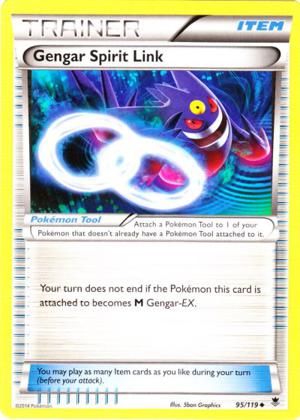 TRAINER
ITEM
Gengar Spirit Link
Pokémon Tool
Attach a Pokémon Tool to 1 of your
Pokémon that doesn't already have a Pokémon Tool attached to it.
Your turn does not end if the Pokémon this card is
attached to becomes M Gengar-EX.
You may play as many Item cards as you like during your turn
(before your attack).
©2014 Pokémon
Illus. 5ban Graphics
95/119